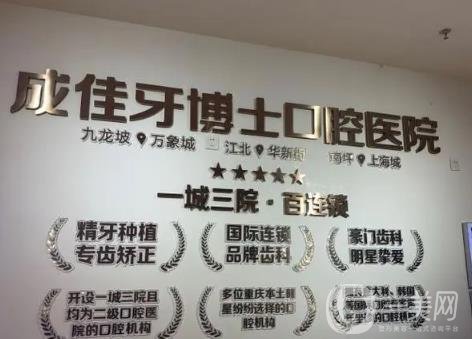 成佳牙博士口腔医院
九龙坡 万象城 江北 华新街 南坪 上海城
一城三院·百连锁
精牙种植
专齿矫正
国际连锁
品牌齿科
豪门齿科
明星挚爱
开设一城三院且
均为二级口腔医
院的口腔机构
多位重庆本土明
星纷纷选择的口
腔机构
美网